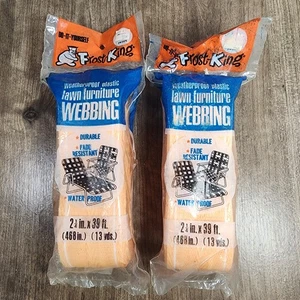 DO-IT-YOURSELF
Frost King
Weatherproof plastic
lawn furniture
WEBBING
• DURABLE
• FADE
RESISTANT
• WATER PROOF
2¼ in. x 39 ft.
(468 in.) (13 yds.)
Frost King
Weatherproof plastic
lawn furniture
WEBBING
• DURABLE
• FADE
RESISTANT
• WATER PROOF
2¼ in. x 39 ft.
(468 in.) (13 yds.)